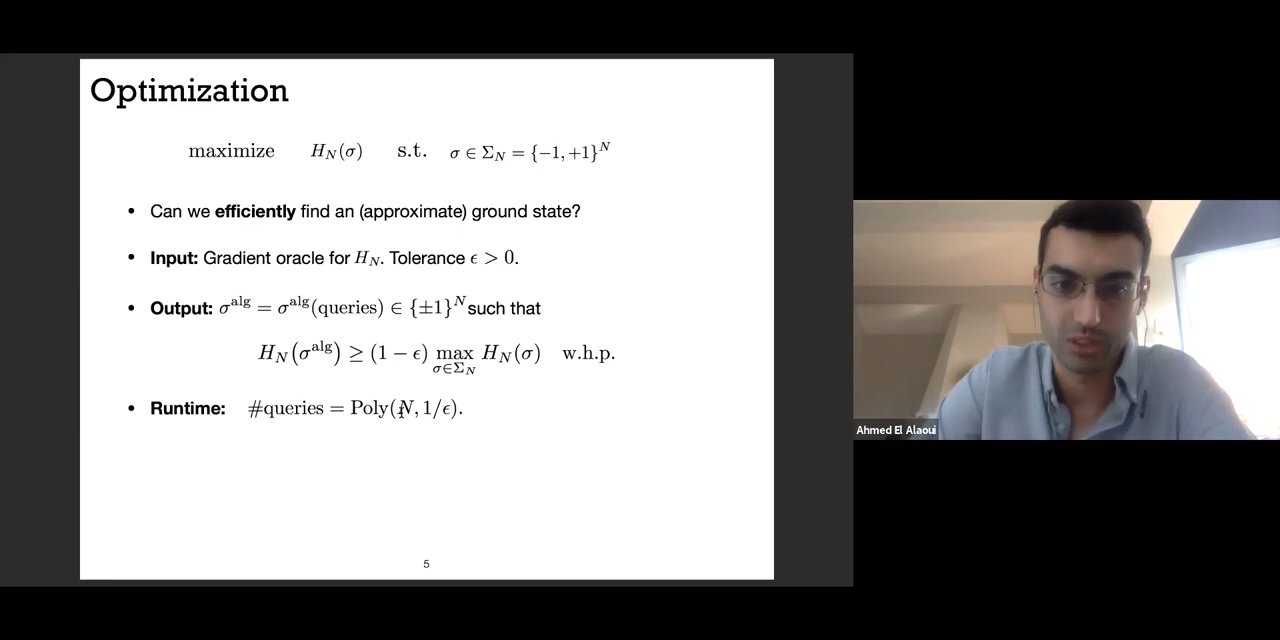 Optimization
maximize H_N(σ) s.t. σ ∈ Σ_N = {−1, +1}^N
• Can we efficiently find an (approximate) ground state?
• Input: Gradient oracle for H_N. Tolerance ϵ > 0.
• Output: σ^alg = σ^alg(queries) ∈ {±1}^N such that
H_N(σ^alg) ≥ (1 − ϵ) max_{σ∈Σ_N} H_N(σ) w.h.p.
• Runtime: #queries = Poly(N, 1/ϵ).
5
Ahmed El Alaoui